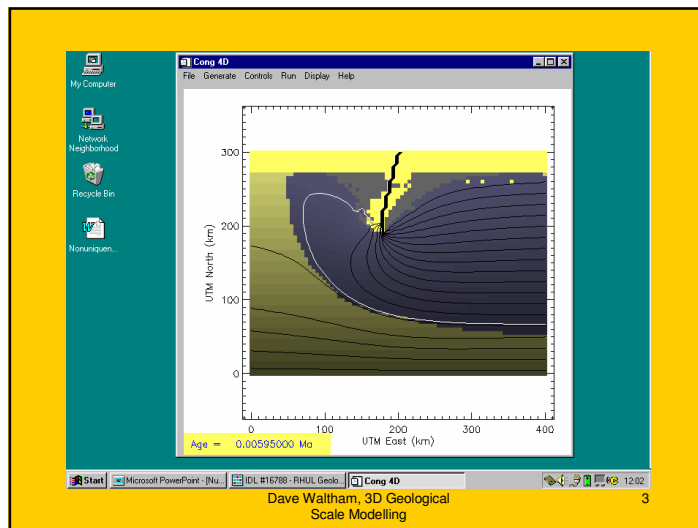 My Computer
Network
Neighborhood
Recycle Bin
Nonuniquen...
Cong 4D
File Generate Controls Run Display Help
300
200
100
0
UTM North (km)
0 100 200 300 400
UTM East (km)
Age = 0.00595000 Ma
Start Microsoft PowerPoint - [Nu... IDL #16788 - RHUL Geolo... Cong 4D 12:02
Dave Waltham, 3D Geological
Scale Modelling
3